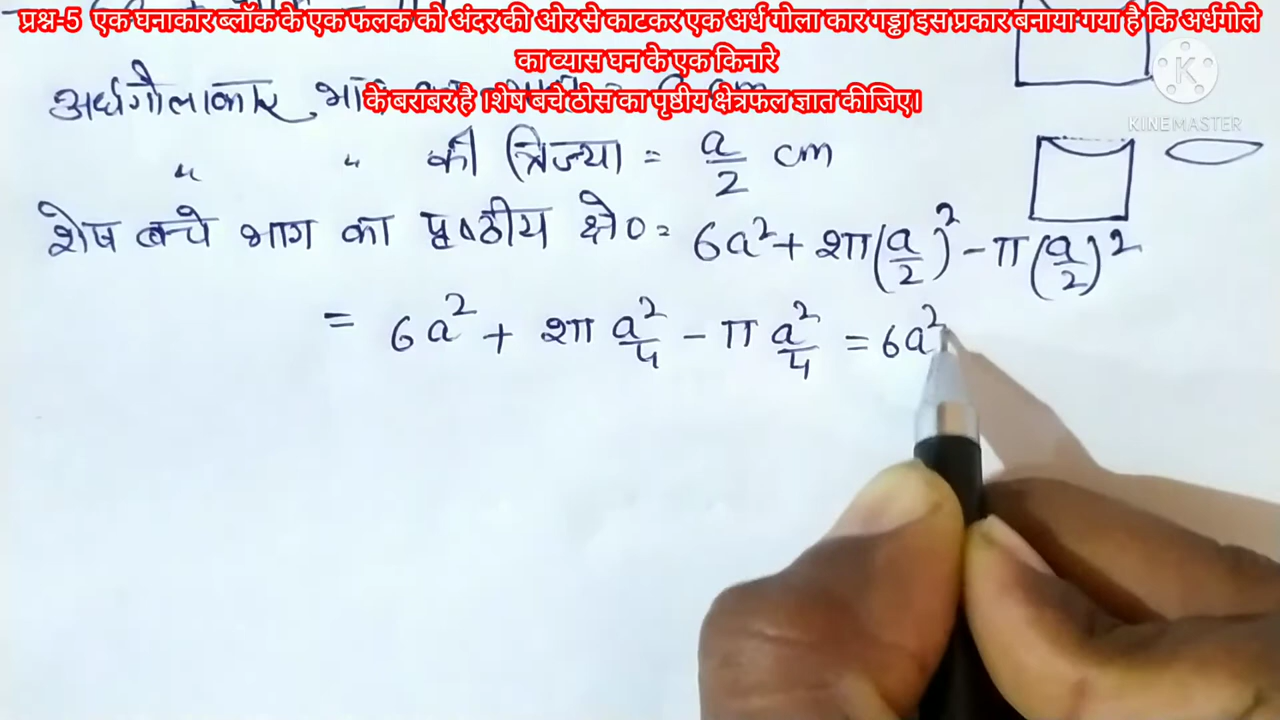 प्रश्न-5 एक घनाकार ब्लॉक के एक फलक को अंदर की ओर से काटकर एक अर्ध गोला कार गड्ढा इस प्रकार बनाया गया है कि अर्धगोले
का व्यास घन के एक किनारे
के बराबर है ।शेष बचे ठोस का पृष्ठीय क्षेत्रफल ज्ञात कीजिए।
K
KINEMASTER
अर्धगोलाकार
" " की त्रिज्या = a/2 cm
शेष बच्चे भाग का पृष्ठीय क्षे० = 6a² + 2π(a/2)² - π(a/2)²
= 6a² + 2π a²/4 - π a²/4 = 6a²